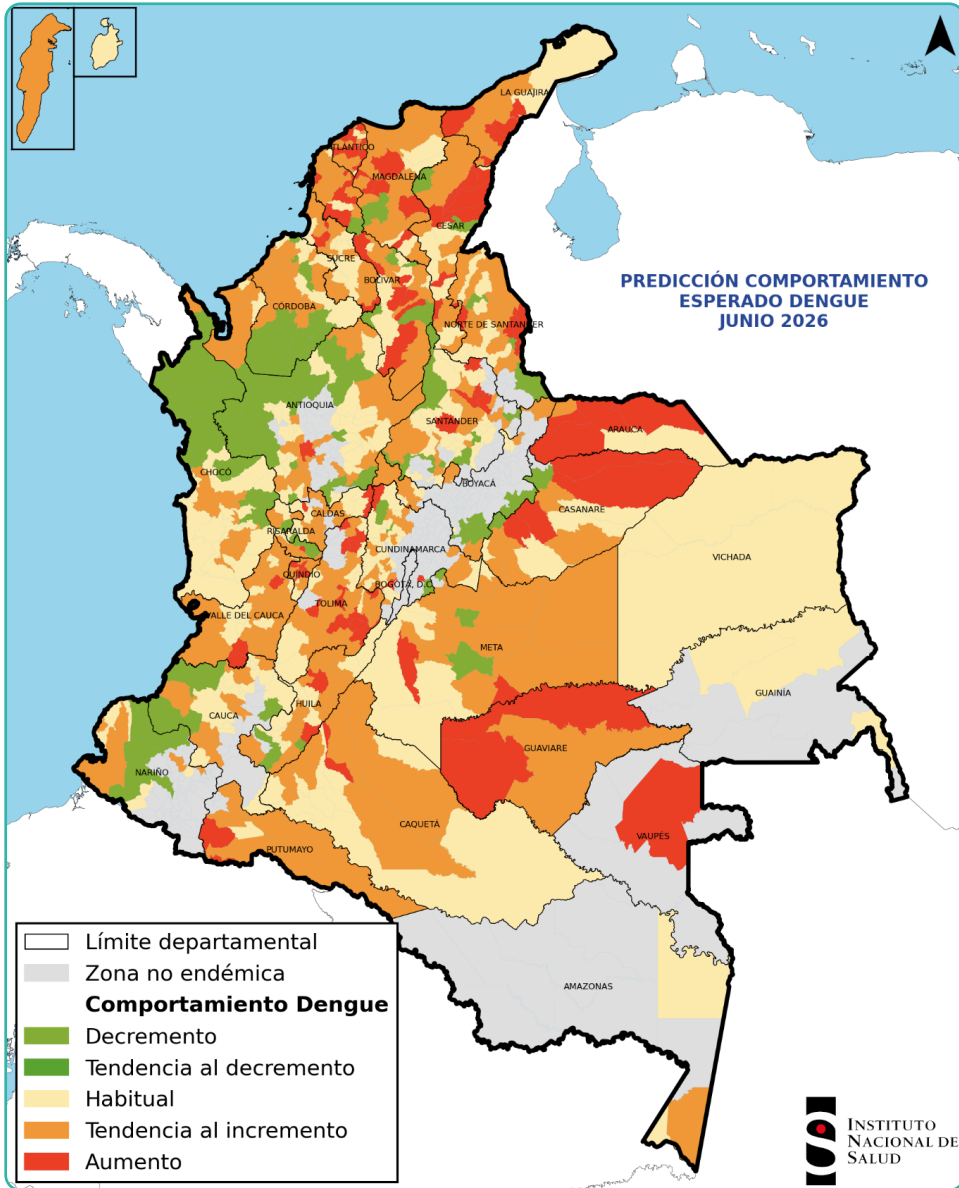 PREDICCIÓN COMPORTAMIENTO
ESPERADO DENGUE
JUNIO 2026
LA GUAJIRA
ATLÁNTICO
MAGDALENA
CESAR
SUCRE
BOLÍVAR
CÓRDOBA
NORTE DE SANTANDER
ANTIOQUIA
SANTANDER
ARAUCA
CHOCÓ
BOYACÁ
CASANARE
CALDAS
RISARALDA
CUNDINAMARCA
VICHADA
QUINDIO
BOGOTÁ, D.C.
TOLIMA
VALLE DEL CAUCA
META
GUAINÍA
HUILA
CAUCA
GUAVIARE
NARIÑO
CAQUETÁ
VAUPÉS
PUTUMAYO
AMAZONAS
Límite departamental
Zona no endémica
Comportamiento Dengue
Decremento
Tendencia al decremento
Habitual
Tendencia al incremento
Aumento
INSTITUTO
NACIONAL DE
SALUD